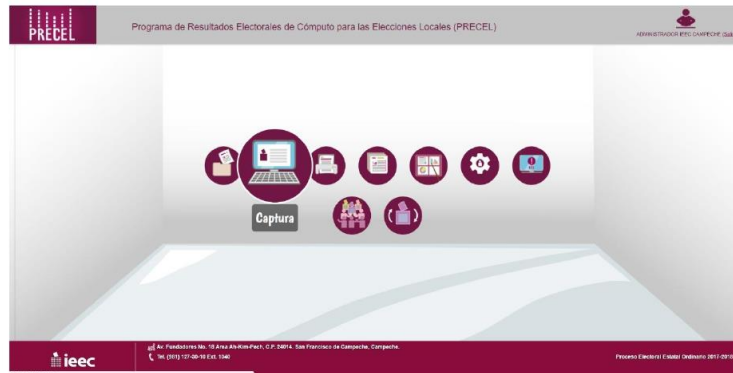 PRECEL
Programa de Resultados Electorales de Cómputo para las Elecciones Locales (PRECEL)
ADMINISTRADOR IEEC CAMPECHE
Captura
ieec
Av. Fundadores No. 18 Area Ah-Kim-Pech, C.P. 24014, San Francisco de Campeche, Campeche.
Tel. (981) 127-30-10 Ext. 1040
Proceso Electoral Estatal Ordinario 2017-2018